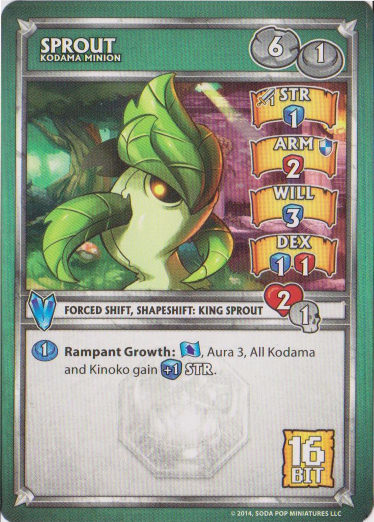 SPROUT
KODAMA MINION
6 1
STR
1
ARM
2
WILL
3
DEX
1 1
2
FORCED SHIFT, SHAPESHIFT: KING SPROUT
1
1 Rampant Growth: , Aura 3, All Kodama
and Kinoko gain +1 STR.
16
BIT
© 2014, SODA POP MINIATURES LLC